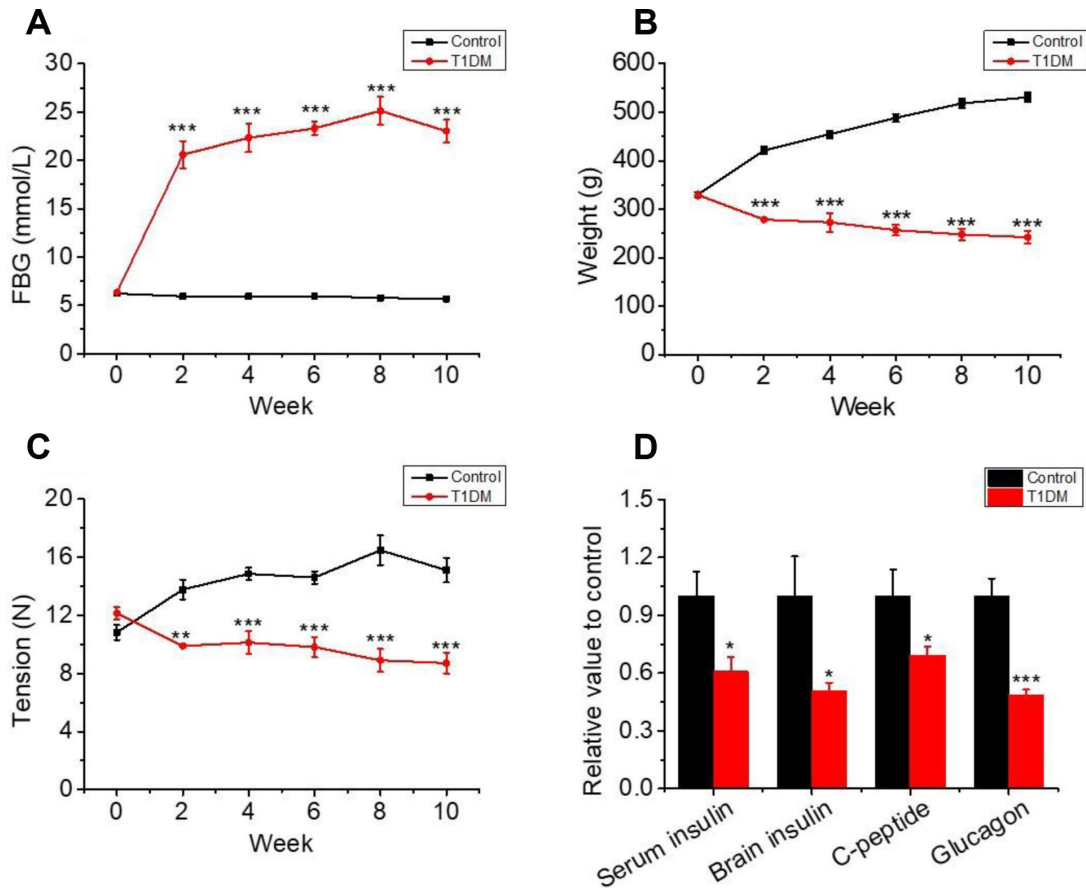 A
Control
T1DM
30
25
20
15
10
5
0
FBG (mmol/L)
***
***
***
***
***
0 2 4 6 8 10
Week
B
Control
T1DM
600
500
400
300
200
100
0
Weight (g)
***
***
***
***
***
0 2 4 6 8 10
Week
C
Control
T1DM
20
16
12
8
4
0
Tension (N)
**
***
***
***
***
0 2 4 6 8 10
Week
D
Control
T1DM
1.5
1.2
0.9
0.6
0.3
0.0
Relative value to control
*
*
*
***
Serum insulin
Brain insulin
C-peptide
Glucagon